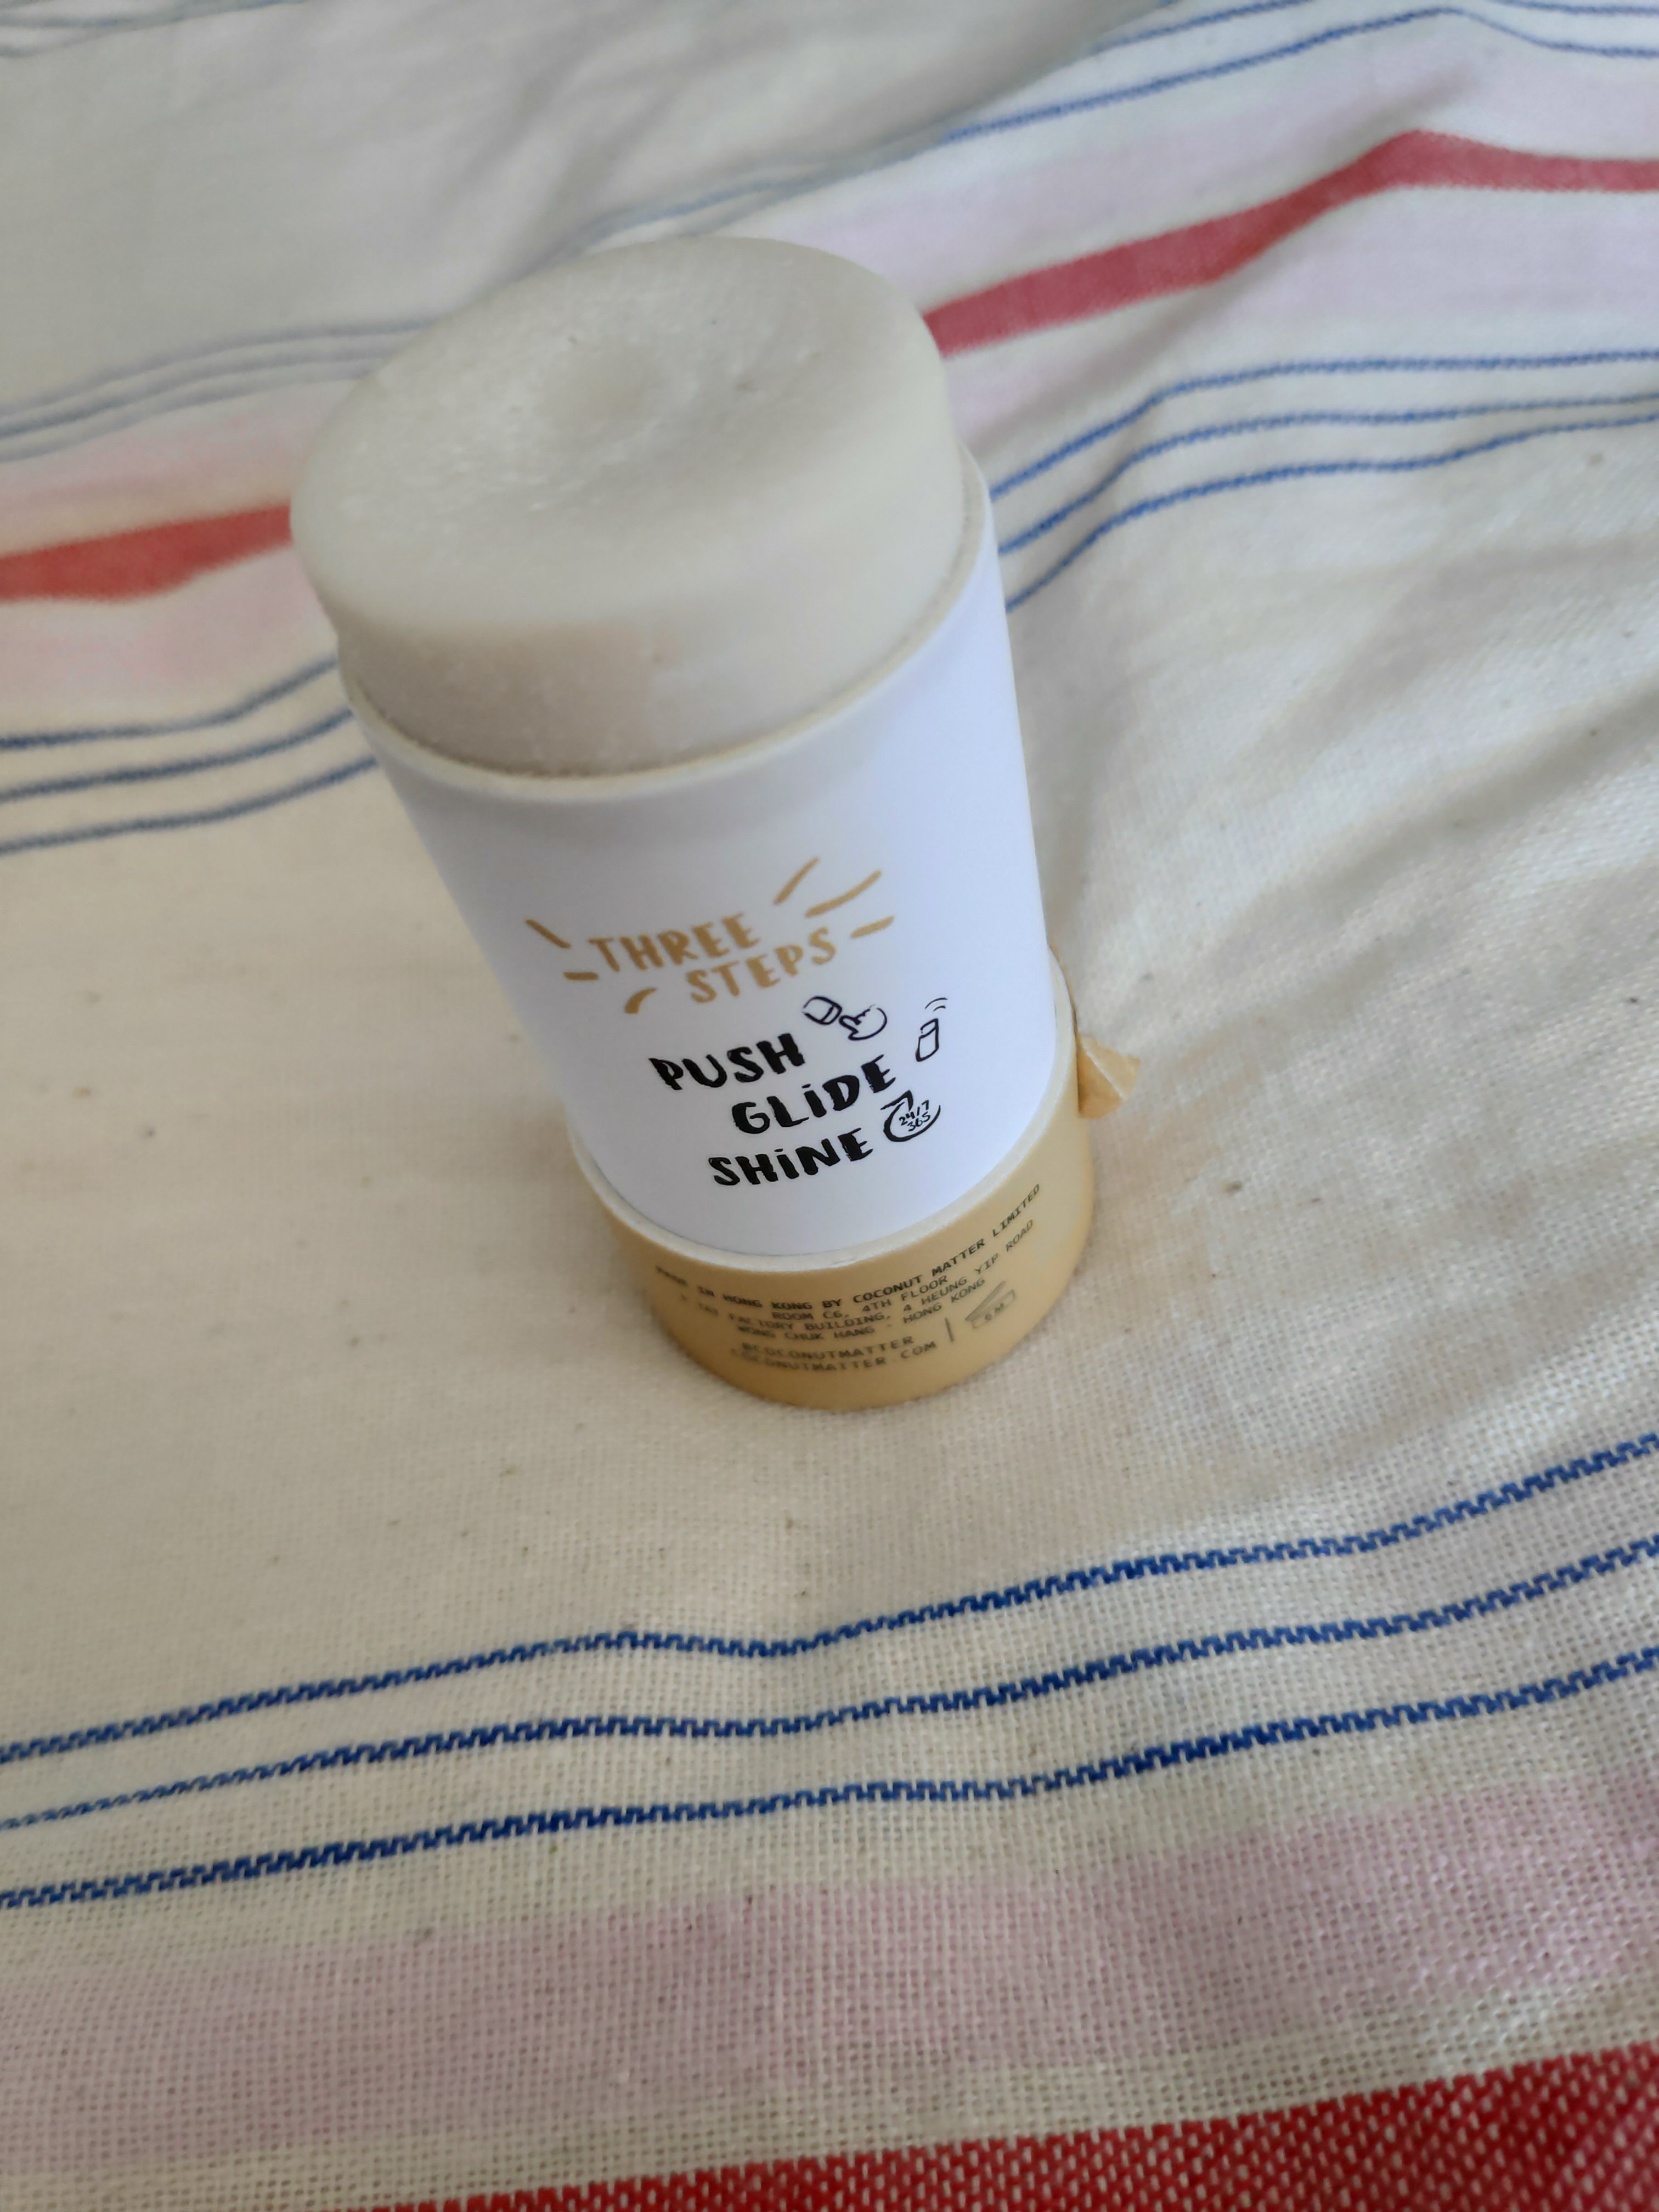 THREE
STEPS
PUSH
GLIDE
SHINE
24/7
365
MADE IN HONG KONG BY COCONUT MATTER LIMITED
ROOM C6, 4TH FLOOR
FACTORY BUILDING, 4 HEUNG YIP ROAD
WONG CHUK HANG - HONG KONG
@COCONUTMATTER
COCONUTMATTER.COM
6M